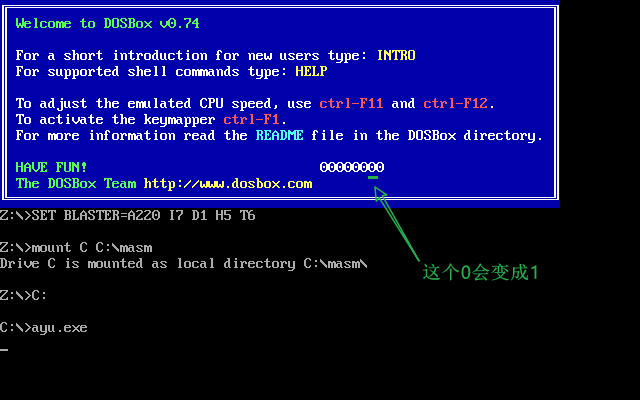 Welcome to DOSBox v0.74
For a short introduction for new users type: INTRO
For supported shell commands type: HELP
To adjust the emulated CPU speed, use ctrl-F11 and ctrl-F12.
To activate the keymapper ctrl-F1.
For more information read the README file in the DOSBox directory.
HAVE FUN! 00000000
The DOSBox Team http://www.dosbox.com
Z:\>SET BLASTER=A220 I7 D1 H5 T6
Z:\>mount C C:\masm
Drive C is mounted as local directory C:\masm\
这个0会变成1
Z:\>C:
C:\>ayu.exe